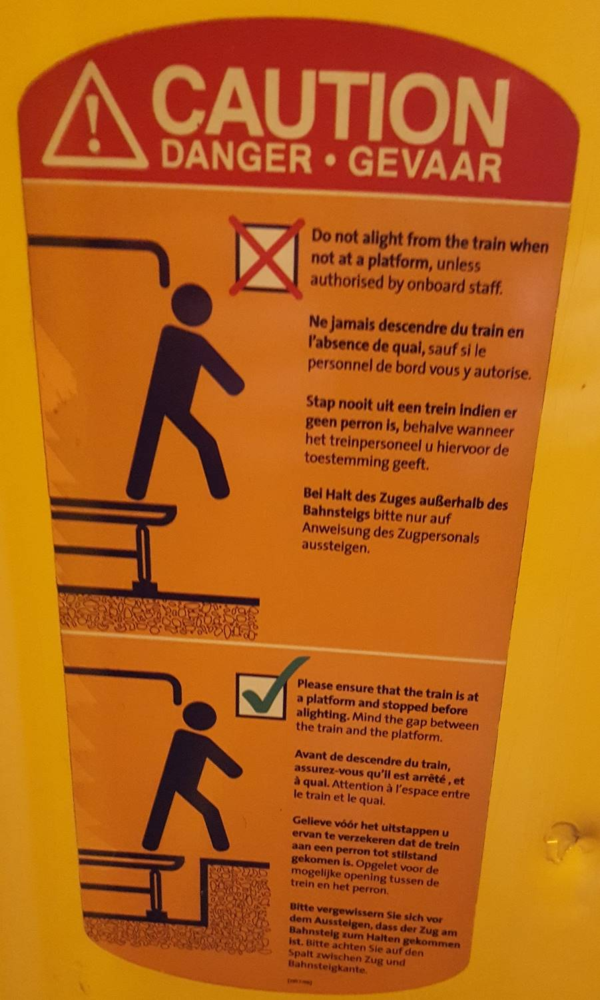 CAUTION
DANGER • GEVAAR
Do not alight from the train when
not at a platform, unless
authorised by onboard staff.
Ne jamais descendre du train en
l'absence de quai, sauf si le
personnel de bord vous y autorise.
Stap nooit uit een trein indien er
geen perron is, behalve wanneer
het treinpersoneel u hiervoor de
toestemming geeft.
Bei Halt des Zuges außerhalb des
Bahnsteigs bitte nur auf
Anweisung des Zugpersonals
aussteigen.
Please ensure that the train is at
a platform and stopped before
alighting. Mind the gap between
the train and the platform.
Avant de descendre du train,
assurez-vous qu'il est arrêté , et
à quai. Attention à l'espace entre
le train et le quai.
Gelieve vóór het uitstappen u
ervan te verzekeren dat de trein
aan een perron tot stilstand
gekomen is. Opgelet voor de
mogelijke opening tussen de
trein en het perron.
Bitte vergewissern Sie sich vor
dem Aussteigen, dass der Zug am
Bahnsteig zum Halten gekommen
ist. Bitte achten Sie auf den
Spalt zwischen Zug und
Bahnsteigkante.